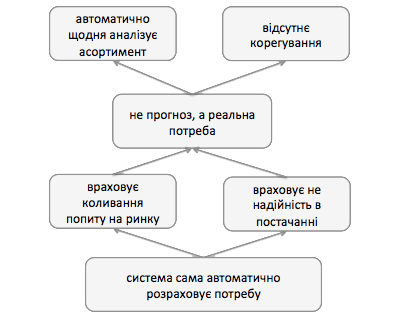 автоматично
щодня аналізує
асортимент
відсутнє
корегування
не прогноз, а реальна
потреба
враховує
коливання
попиту на ринку
враховує не
надійність в
постачанні
система сама автоматично
розраховує потребу